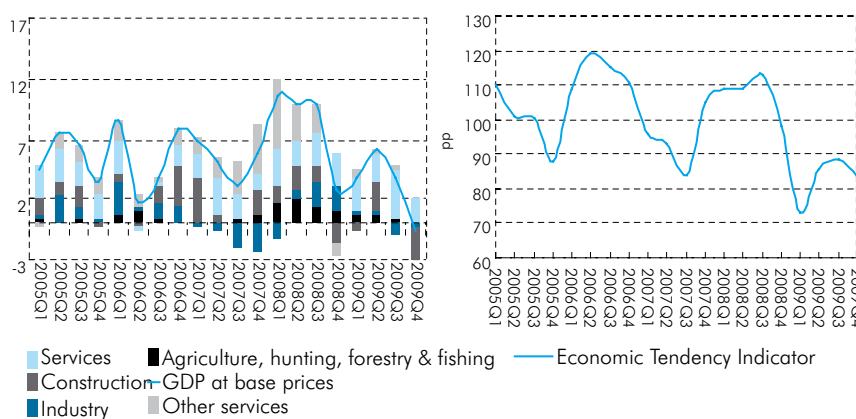 17
12
7
2
-3
2005Q1
2005Q2
2005Q3
2005Q4
2006Q1
2006Q2
2006Q3
2006Q4
2007Q1
2007Q2
2007Q3
2007Q4
2008Q1
2008Q2
2008Q3
2008Q4
2009Q1
2009Q2
2009Q3
2009Q4
130
120
110
100
90
80
70
60
pp
2005Q1
2005Q2
2005Q3
2005Q4
2006Q1
2006Q2
2006Q3
2006Q4
2007Q1
2007Q2
2007Q3
2007Q4
2008Q1
2008Q2
2008Q3
2008Q4
2009Q1
2009Q2
2009Q3
Services
Construction
Industry
Agriculture, hunting, forestry & fishing
GDP at base prices
Other services
Economic Tendency Indicator